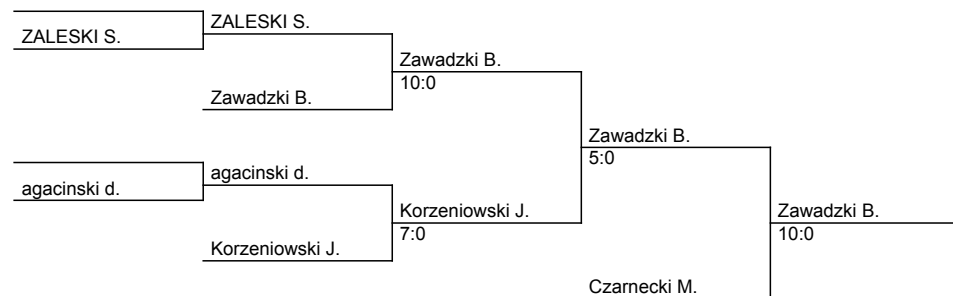 ZALESKI S.
ZALESKI S.
Zawadzki B.
Zawadzki B.
10:0
agacinski d.
agacinski d.
Korzeniowski J.
Korzeniowski J.
7:0
Zawadzki B.
5:0
Czarnecki M.
Zawadzki B.
10:0